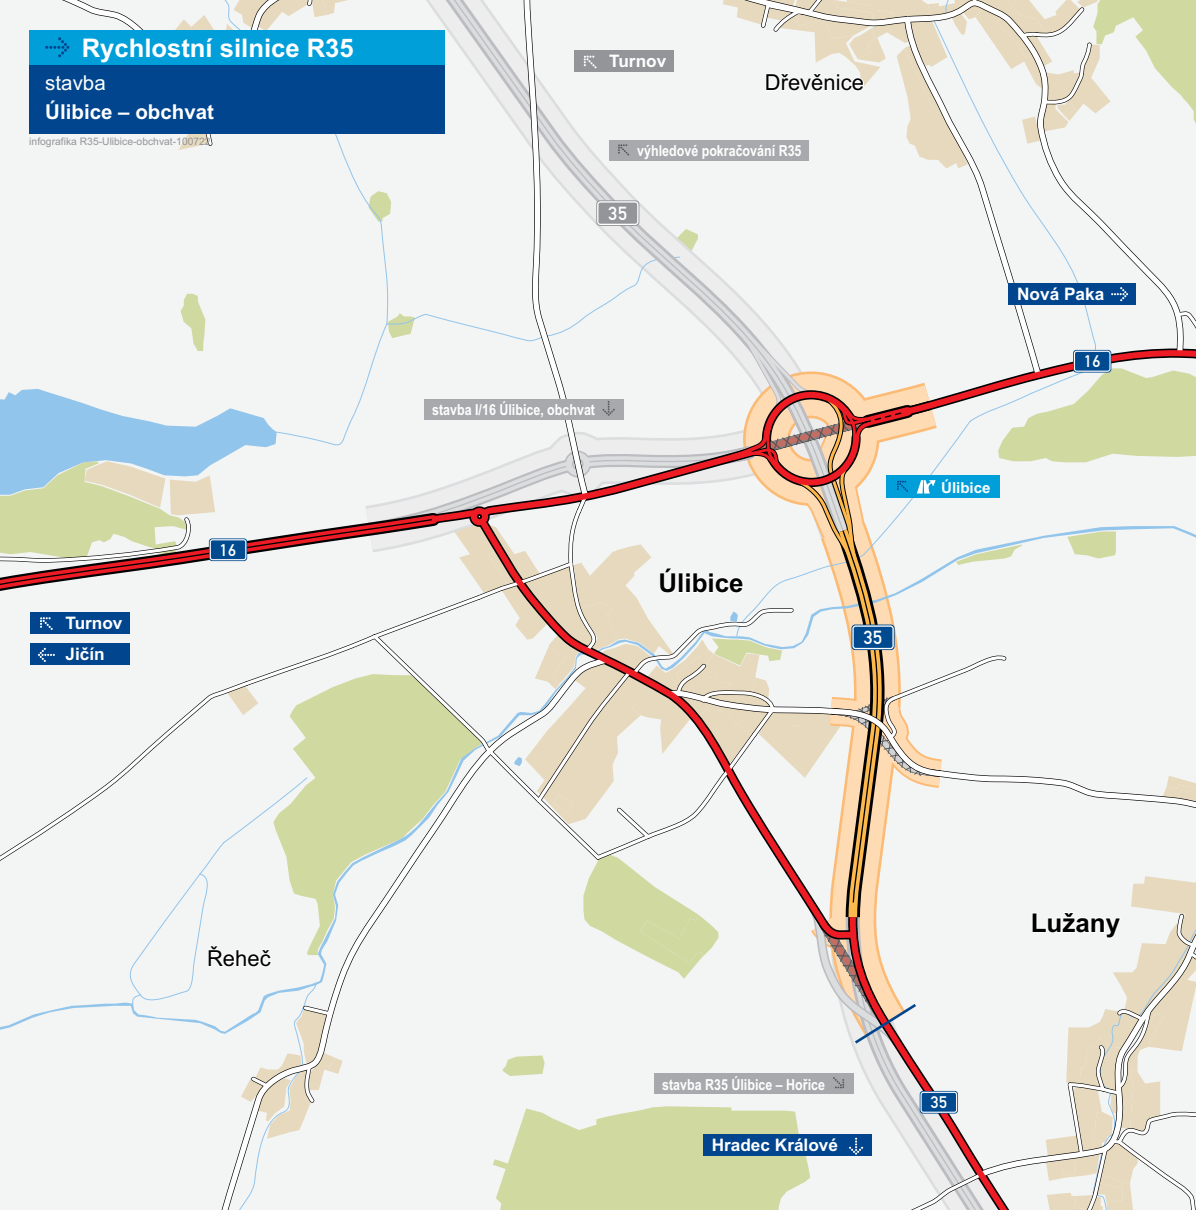 Rychlostní silnice R35
stavba
Úlibice – obchvat
infografika R35-Ulibice-obchvat-100722
Turnov
Dřevěnice
výhledové pokračování R35
35
Nová Paka
16
stavba I/16 Úlibice, obchvat
Úlibice
16
Úlibice
Turnov
Jičín
35
Lužany
Řeheč
stavba R35 Úlibice – Hořice
35
Hradec Králové